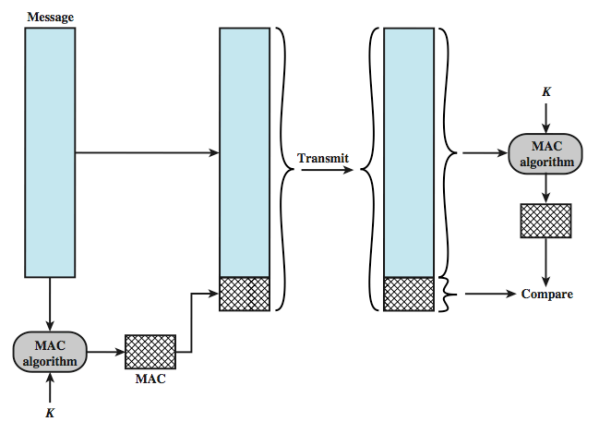 Message
K
Transmit
MAC
algorithm
Compare
MAC
algorithm
MAC
K